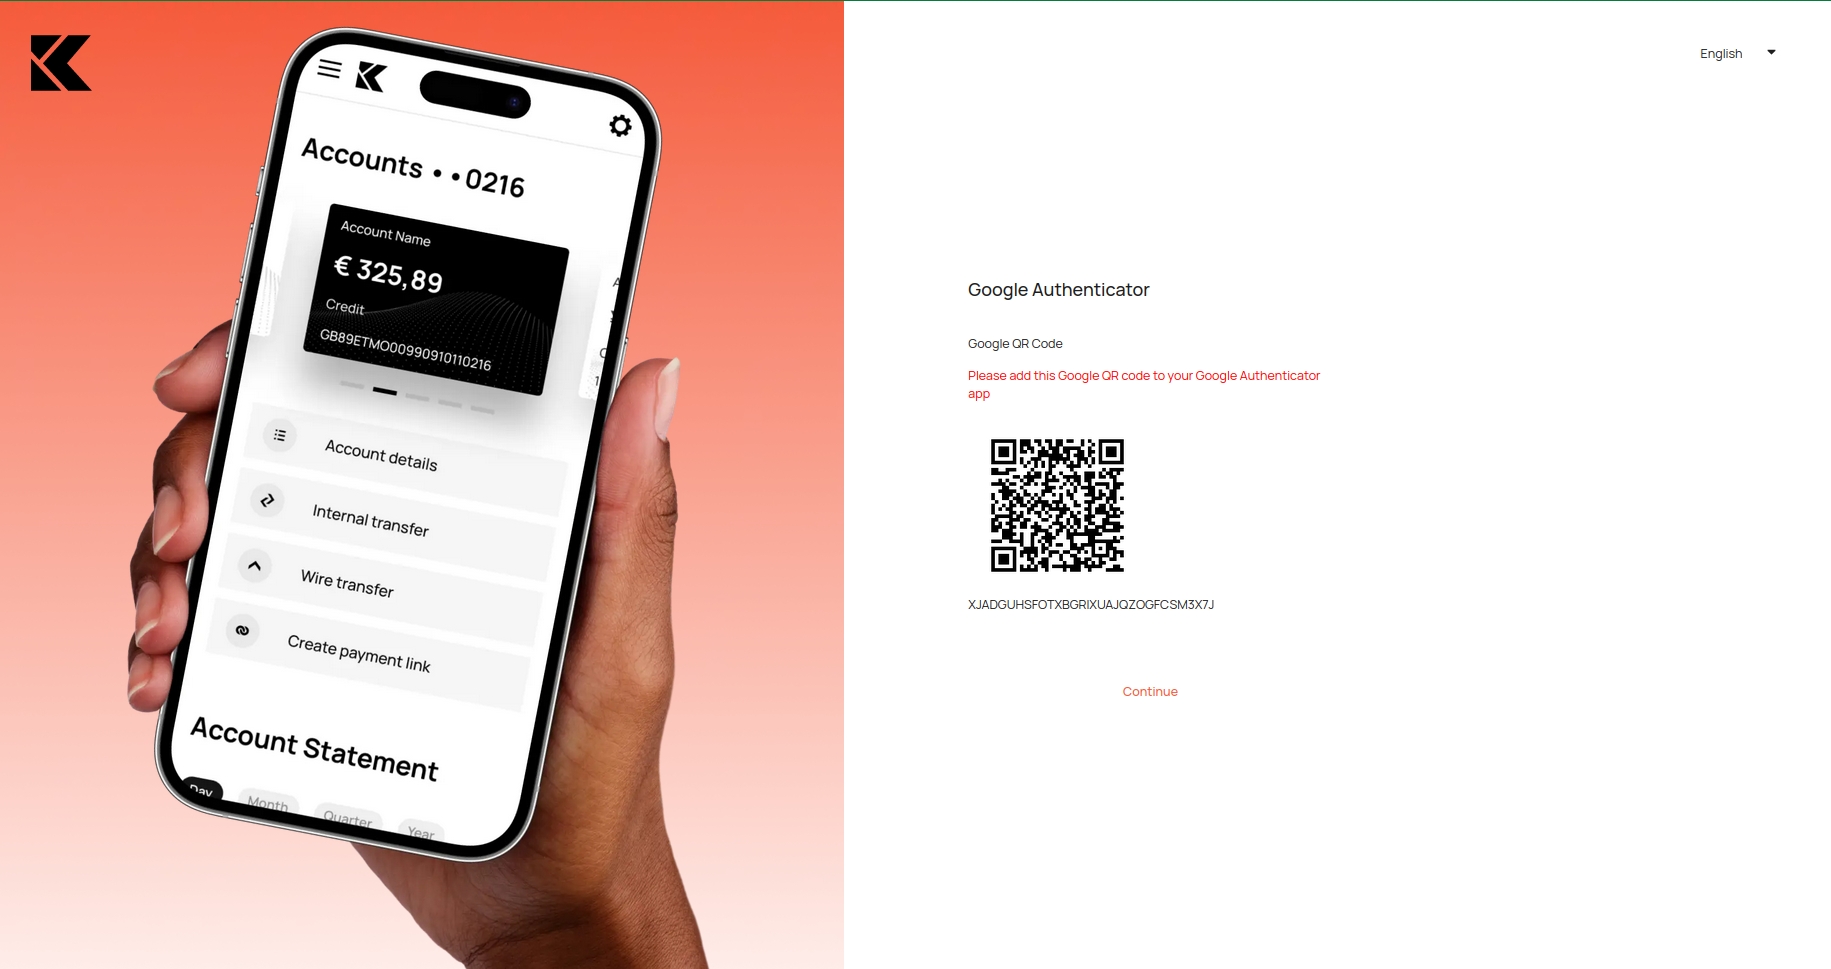 Accounts • • 0216
Account Name
€ 325,89
Credit
GB89ETMO00990910110216
Account details
Internal transfer
Wire transfer
Create payment link
Account Statement
Day
Month
Quarter
Year
English
Google Authenticator
Google QR Code
Please add this Google QR code to your Google Authenticator
app
XJADGUHSFOTXBGRIXUAJQZOGFCSM3X7J
Continue